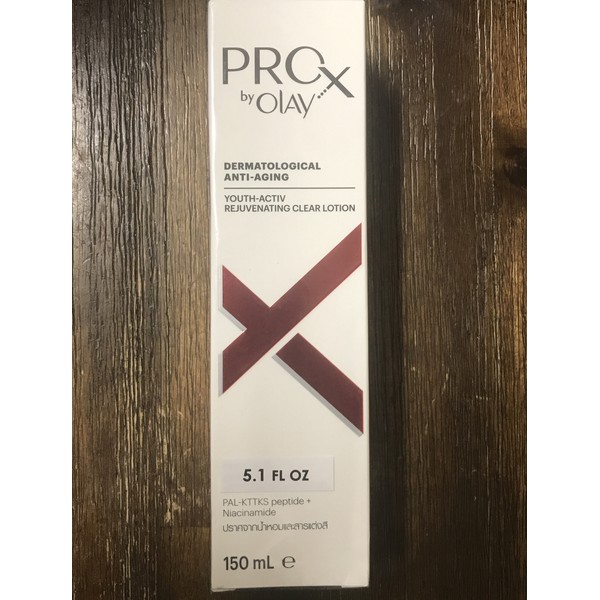 PROX
by OLAY
DERMATOLOGICAL
ANTI-AGING
YOUTH-ACTIV
REJUVENATING CLEAR LOTION
5.1 FL OZ
PAL-KTTKS peptide +
Niacinamide
ปราศจากน้ำหอมและสารแต่งสี
150 mL ℮